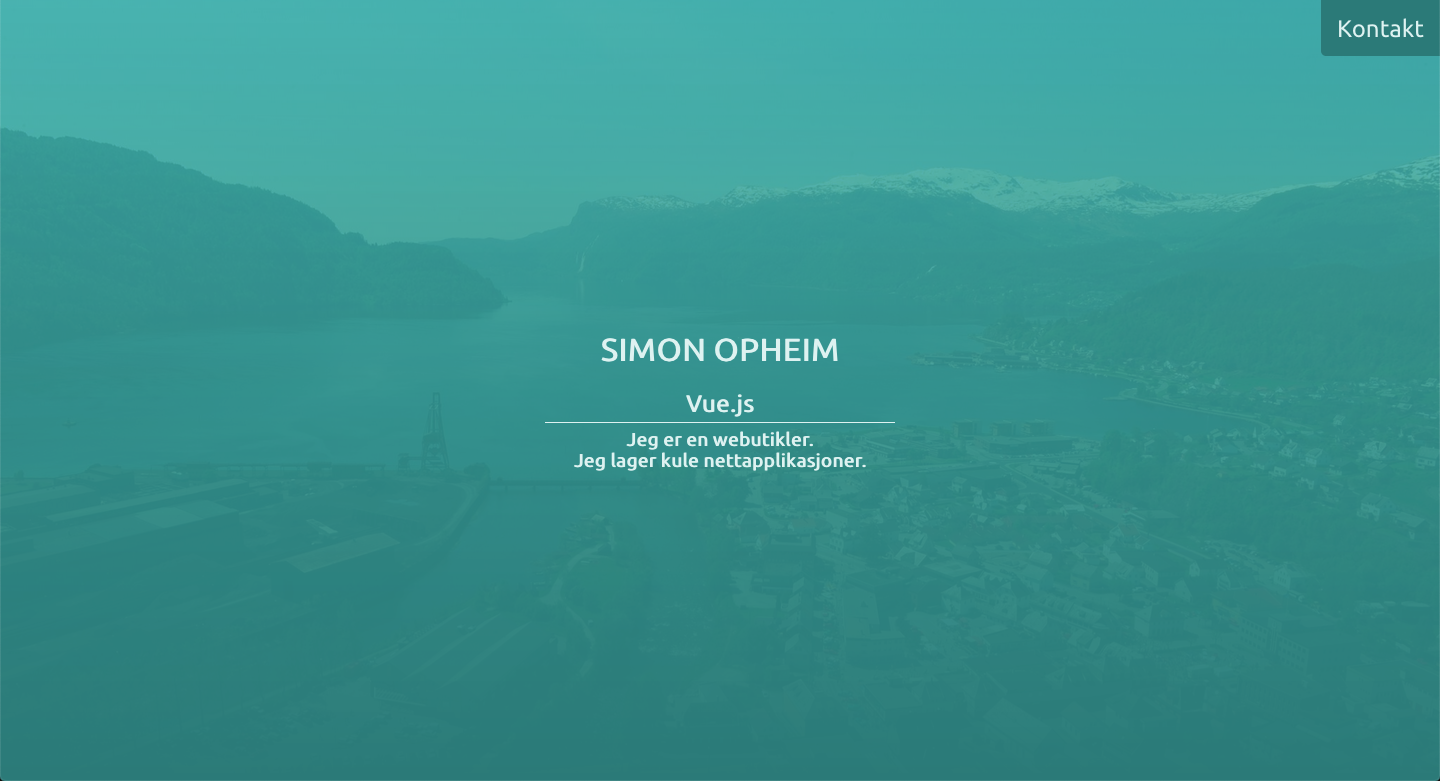 Kontakt
SIMON OPHEIM
Vue.js
Jeg er en webutikler.
Jeg lager kule nettapplikasjoner.